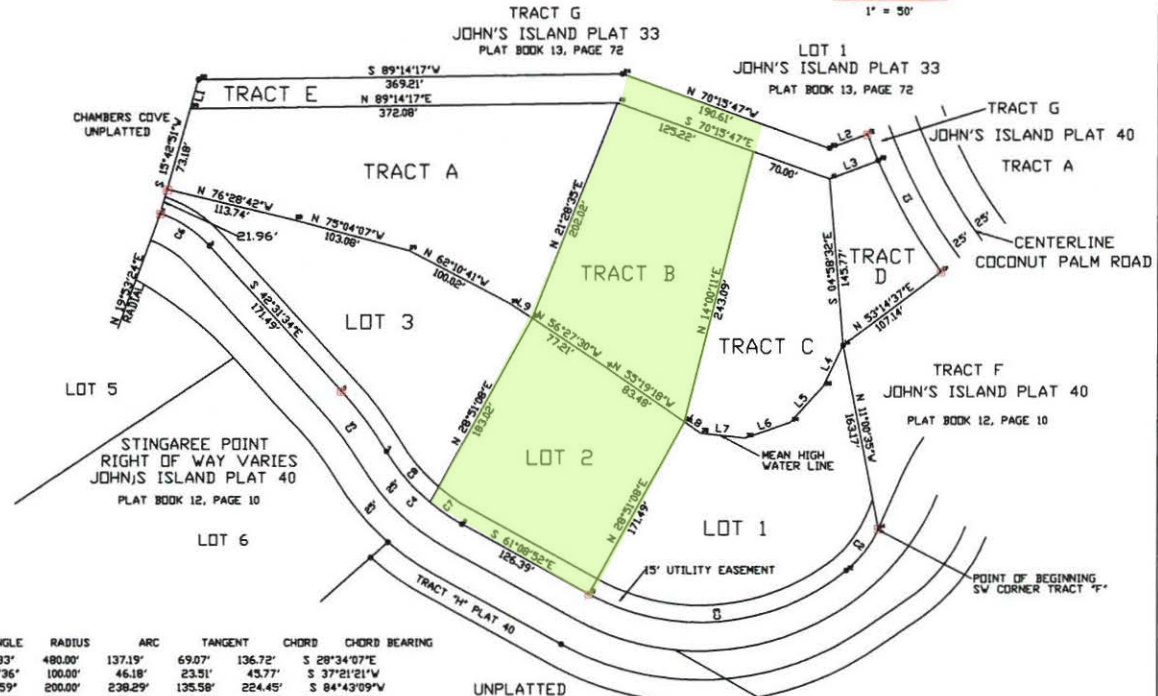 1" = 50'
TRACT G
JOHN'S ISLAND PLAT 33
PLAT BOOK 13, PAGE 72
LOT 1
JOHN'S ISLAND PLAT 33
PLAT BOOK 13, PAGE 72
S 89°14'17"W
369.21'
TRACT E
N 89°14'17"E
372.08'
L1
CHAMBERS COVE
UNPLATTED
S 15°42'51"W
73.18'
N 70°15'47"W
190.61'
S 70°15'47"E
125.22'
70.00'
L2
L3
TRACT G
JOHN'S ISLAND PLAT 40
TRACT A
25'
25'
CENTERLINE
COCONUT PALM ROAD
TRACT A
N 76°28'42"W
113.74'
N 75°04'07"W
103.08'
N 62°10'41"W
100.02'
21.96'
N 21°28'35"E
202.02'
TRACT B
N 14°00'11"E
243.09'
S 04°58'32"E
145.77'
TRACT
D
N 53°14'37"E
107.14'
N 19°53'24"E
RADIAL
S 42°31'34"E
171.49'
LOT 3
L9
N 56°27'30"W
77.21'
N 55°19'18"W
83.48'
TRACT C
L4
L5
L6
L7
L8
MEAN HIGH
WATER LINE
N 11°00'35"W
163.17'
TRACT F
JOHN'S ISLAND PLAT 40
PLAT BOOK 12, PAGE 10
LOT 5
STINGAREE POINT
RIGHT OF WAY VARIES
JOHN;S ISLAND PLAT 40
PLAT BOOK 12, PAGE 10
N 28°51'08"E
183.02'
LOT 2
N 28°51'08"E
171.49'
LOT 1
LOT 6
S 61°08'52"E
126.39'
15' UTILITY EASEMENT
C2
C3
POINT OF BEGINNING
SW CORNER TRACT "F"
TRACT "H" PLAT 40
UNPLATTED
RADIUS ARC TANGENT CHORD CHORD BEARING
480.00' 137.19' 69.07' 136.72' S 28°34'07"E
100.00' 46.18' 23.51' 45.77' S 37°21'21"W
200.00' 238.29' 135.58' 224.45' S 84°43'09"W